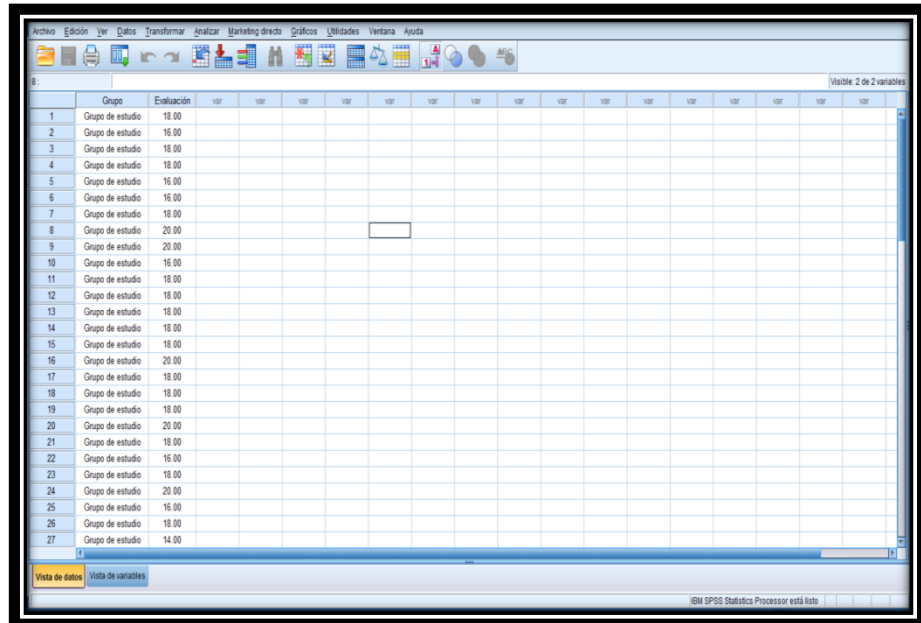 Archivo Edición Ver Datos Transformar Analizar Marketing directo Gráficos Utilidades Ventana Ayuda
A
1 ABC
8 : Visible: 2 de 2 variables
Grupo Evaluación var var var var var var var var var var var var var var var var
1 Grupo de estudio 18.00
2 Grupo de estudio 16.00
3 Grupo de estudio 18.00
4 Grupo de estudio 18.00
5 Grupo de estudio 16.00
6 Grupo de estudio 16.00
7 Grupo de estudio 18.00
8 Grupo de estudio 20.00
9 Grupo de estudio 20.00
10 Grupo de estudio 16.00
11 Grupo de estudio 18.00
12 Grupo de estudio 18.00
13 Grupo de estudio 18.00
14 Grupo de estudio 18.00
15 Grupo de estudio 18.00
16 Grupo de estudio 20.00
17 Grupo de estudio 18.00
18 Grupo de estudio 18.00
19 Grupo de estudio 18.00
20 Grupo de estudio 20.00
21 Grupo de estudio 18.00
22 Grupo de estudio 16.00
23 Grupo de estudio 18.00
24 Grupo de estudio 20.00
25 Grupo de estudio 16.00
26 Grupo de estudio 18.00
27 Grupo de estudio 14.00
Vista de datos Vista de variables
IBM SPSS Statistics Processor está listo